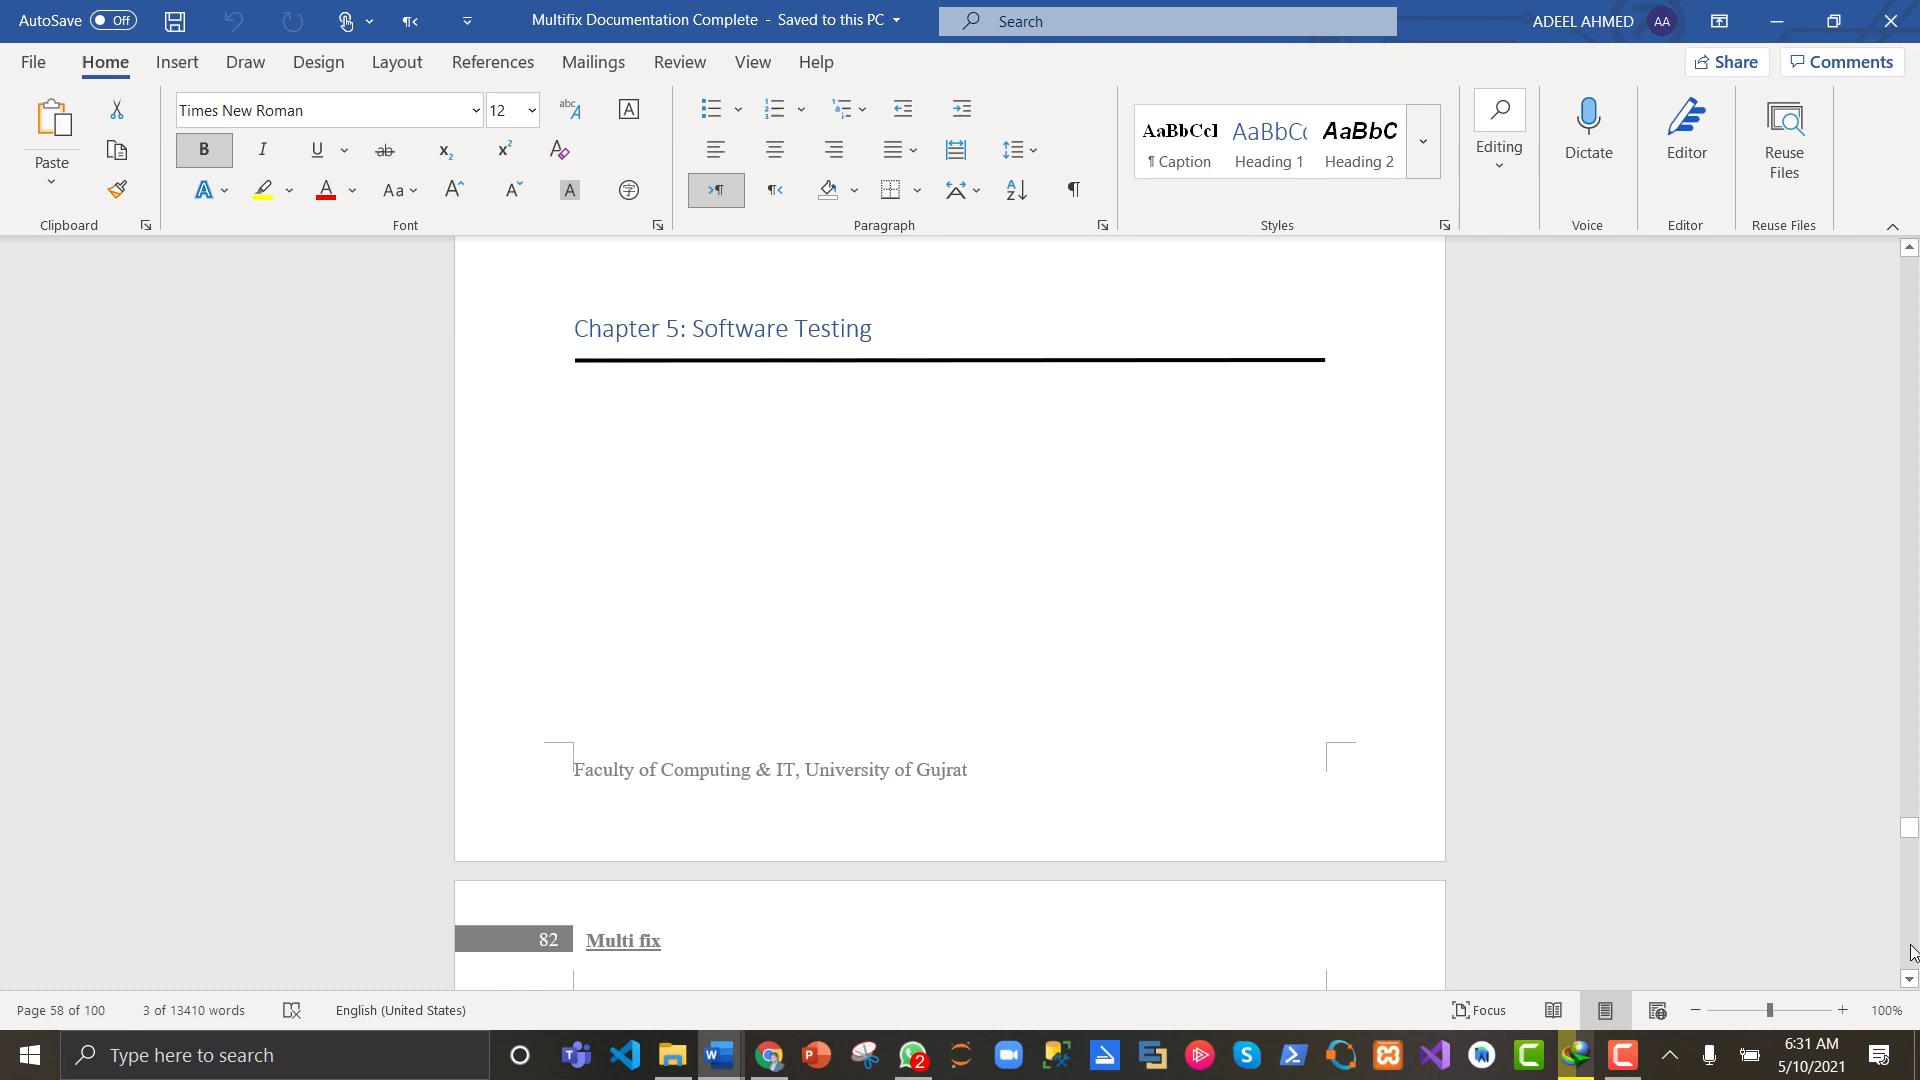 AutoSave Off
Multifix Documentation Complete - Saved to this PC
Search
ADEEL AHMED AA
File Home Insert Draw Design Layout References Mailings Review View Help
Share Comments
Times New Roman 12
Paste
Clipboard
Font
Paragraph
AaBbCcI AaBbCc AaBbC
¶ Caption Heading 1 Heading 2
Styles
Editing
Dictate
Voice
Editor
Editor
Reuse Files
Reuse Files
Chapter 5: Software Testing
Faculty of Computing & IT, University of Gujrat
82 Multi fix
Page 58 of 100 3 of 13410 words English (United States) Focus 100%
Type here to search
2
6:31 AM
5/10/2021